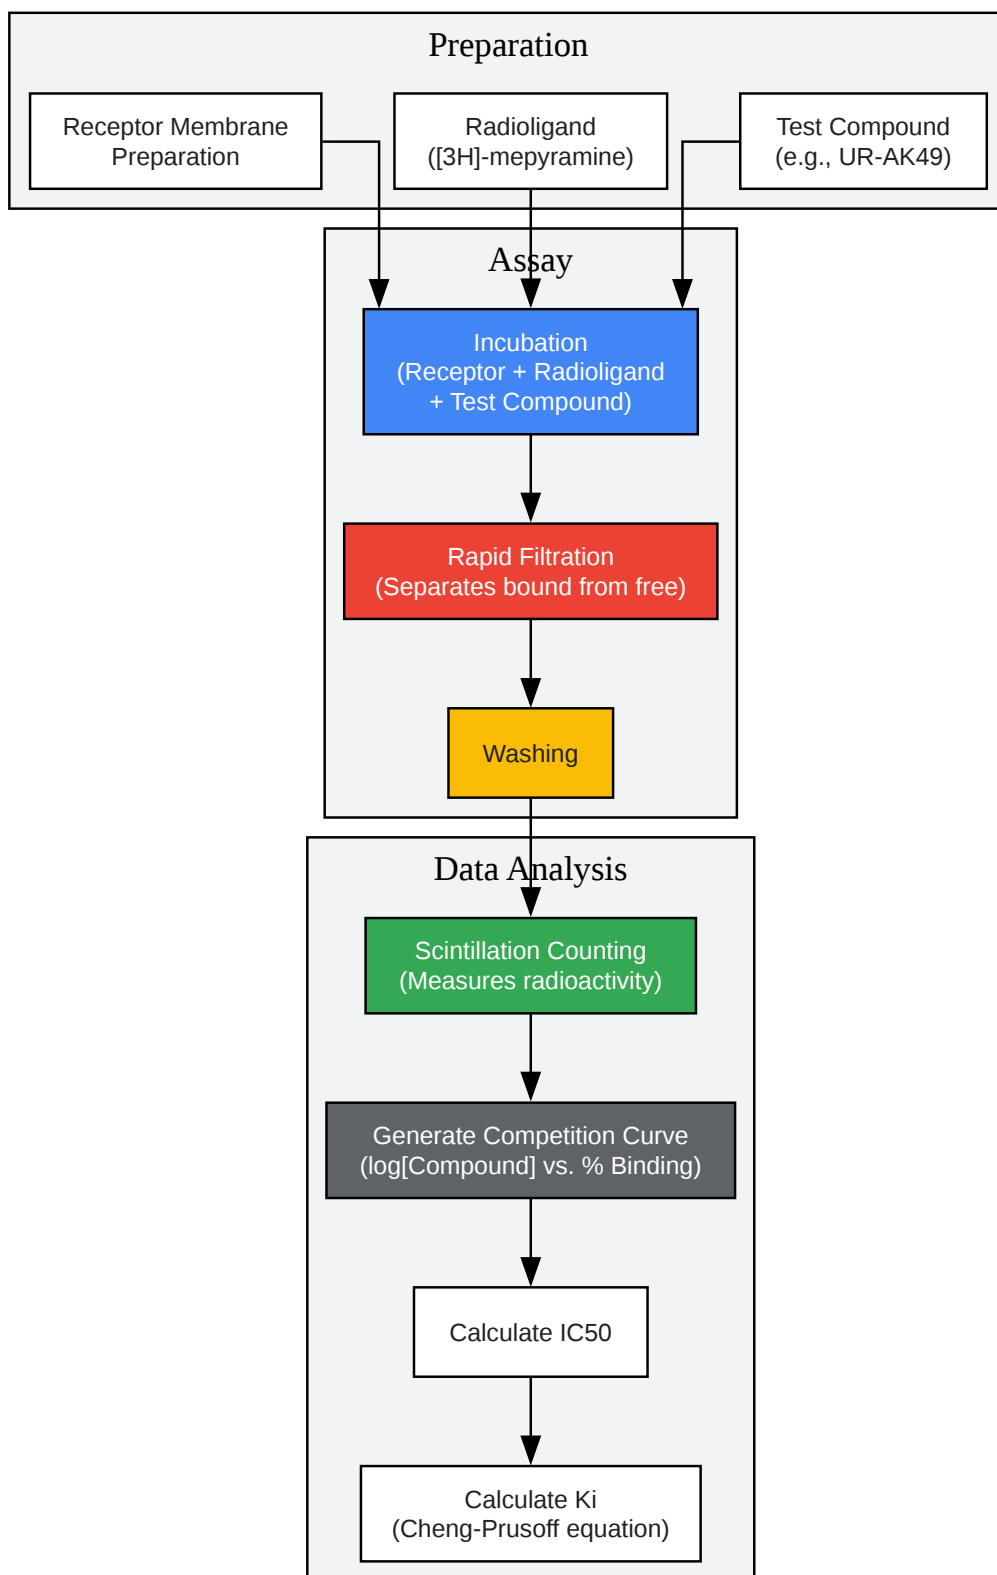 Preparation
Receptor Membrane
Preparation
Radioligand
([3H]-mepyramine)
Test Compound
(e.g., UR-AK49)
Assay
Incubation
(Receptor + Radioligand
+ Test Compound)
Rapid Filtration
(Separates bound from free)
Washing
Data Analysis
Scintillation Counting
(Measures radioactivity)
Generate Competition Curve
(log[Compound] vs. % Binding)
Calculate IC50
Calculate Ki
(Cheng-Prusoff equation)